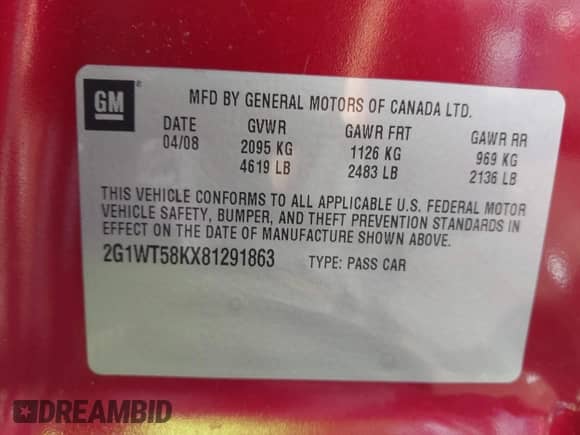 GM ®
MFD BY GENERAL MOTORS OF CANADA LTD.
DATE GVWR GAWR FRT GAWR RR
04/08 2095 KG 1126 KG 969 KG
4619 LB 2483 LB 2136 LB
THIS VEHICLE CONFORMS TO ALL APPLICABLE U.S. FEDERAL MOTOR
VEHICLE SAFETY, BUMPER, AND THEFT PREVENTION STANDARDS IN
EFFECT ON THE DATE OF MANUFACTURE SHOWN ABOVE.
2G1WT58KX81291863 TYPE: PASS CAR
DREAMBID